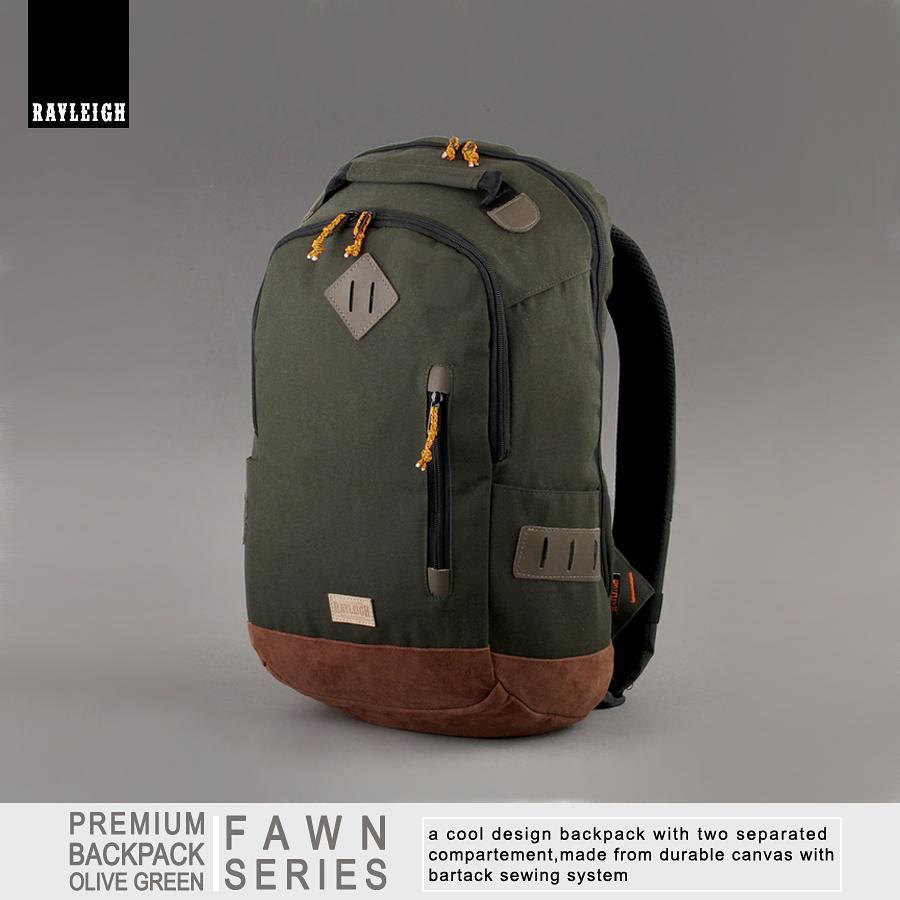 RAYLEIGH
RAYLEIGH
PREMIUM
BACKPACK
OLIVE GREEN
FAWN
SERIES
a cool design backpack with two separated
compartement,made from durable canvas with
bartack sewing system